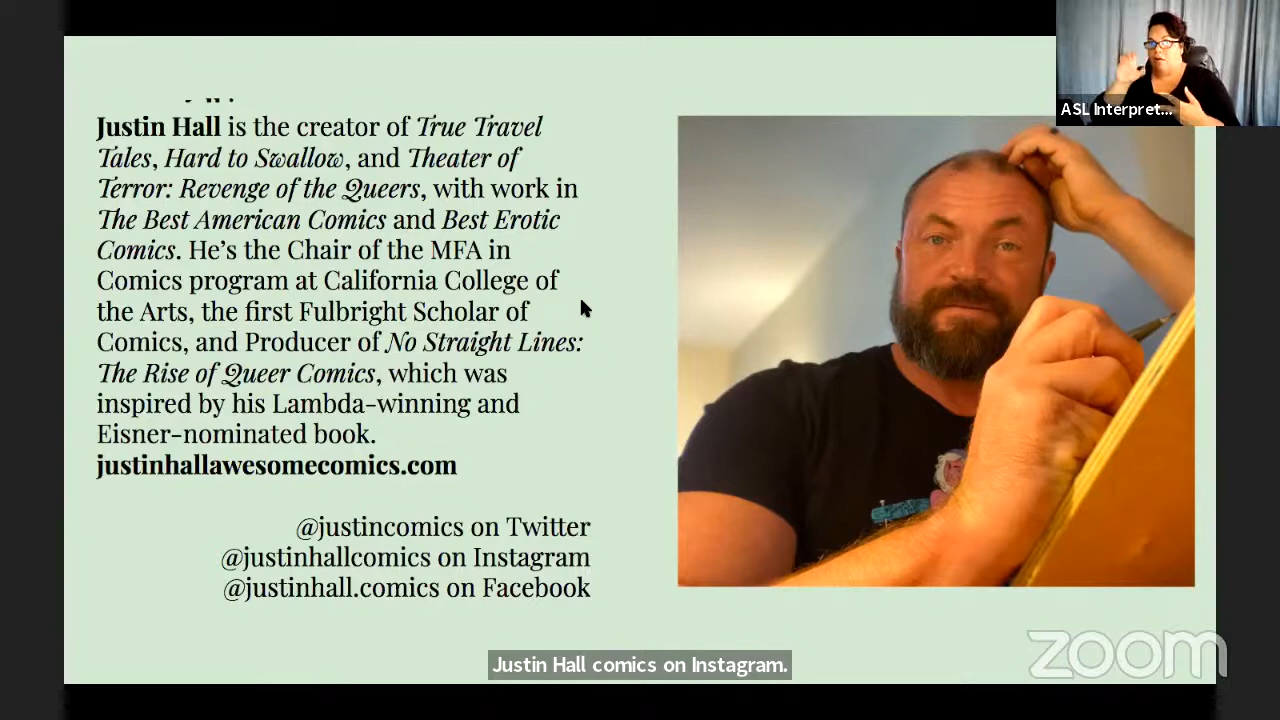 ASL Interpret...
Justin Hall is the creator of True Travel
Tales, Hard to Swallow, and Theater of
Terror: Revenge of the Queers, with work in
The Best American Comics and Best Erotic
Comics. He’s the Chair of the MFA in
Comics program at California College of
the Arts, the first Fulbright Scholar of
Comics, and Producer of No Straight Lines:
The Rise of Queer Comics, which was
inspired by his Lambda-winning and
Eisner-nominated book.
justinhallawesomecomics.com
@justincomics on Twitter
@justinhallcomics on Instagram
@justinhall.comics on Facebook
Justin Hall comics on Instagram.
zoom